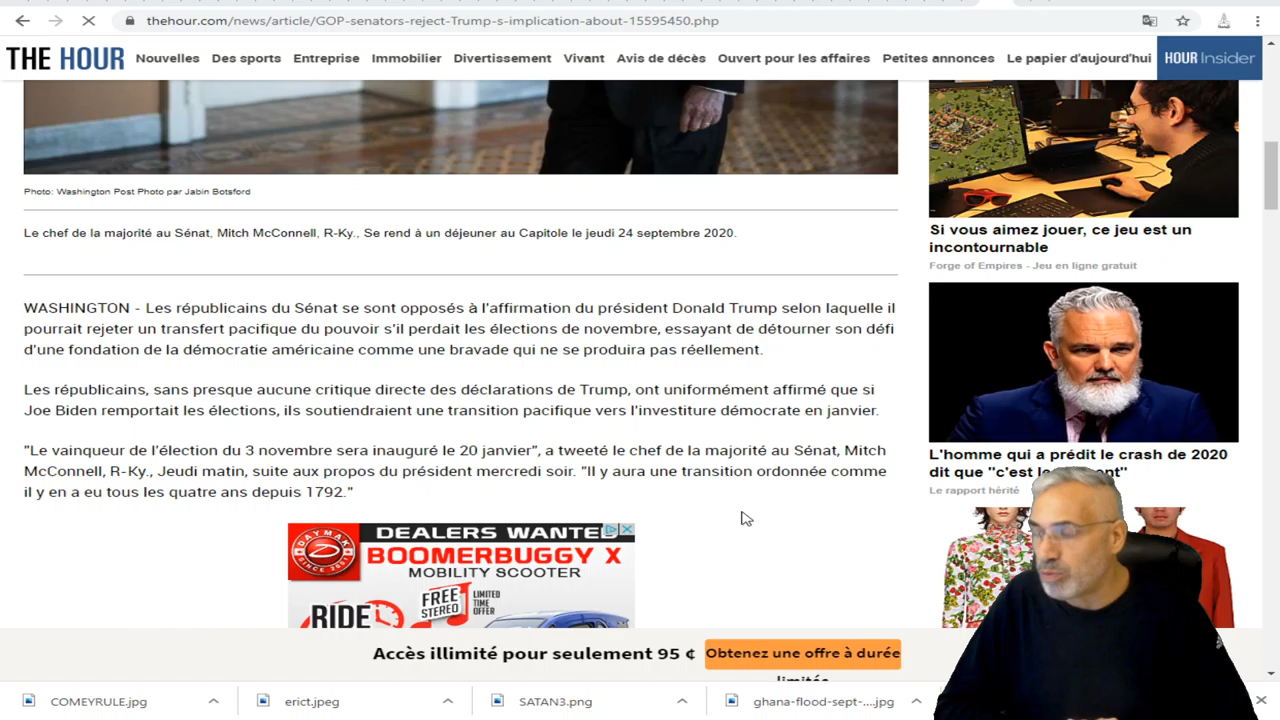 thehour.com/news/article/GOP-senators-reject-Trump-s-implication-about-15595450.php
THE HOUR
Nouvelles Des sports Entreprise Immobilier Divertissement Vivant Avis de décès Ouvert pour les affaires Petites annonces Le papier d'aujourd'hui
HOUR Insider
Photo: Washington Post Photo par Jabin Botsford
Le chef de la majorité au Sénat, Mitch McConnell, R-Ky., Se rend à un déjeuner au Capitole le jeudi 24 septembre 2020.
WASHINGTON - Les républicains du Sénat se sont opposés à l'affirmation du président Donald Trump selon laquelle il
pourrait rejeter un transfert pacifique du pouvoir s'il perdait les élections de novembre, essayant de détourner son défi
d'une fondation de la démocratie américaine comme une bravade qui ne se produira pas réellement.
Les républicains, sans presque aucune critique directe des déclarations de Trump, ont uniformément affirmé que si
Joe Biden remportait les élections, ils soutiendraient une transition pacifique vers l'investiture démocrate en janvier.
"Le vainqueur de l'élection du 3 novembre sera inauguré le 20 janvier", a tweeté le chef de la majorité au Sénat, Mitch
McConnell, R-Ky., Jeudi matin, suite aux propos du président mercredi soir. "Il y aura une transition ordonnée comme
il y en a eu tous les quatre ans depuis 1792."
DAYMAK
SINCE 2001
DEALERS WANTED
BOOMERBUGGY X
MOBILITY SCOOTER
RIDE
FREE
STEREO
LIMITED
TIME
OFFER
Si vous aimez jouer, ce jeu est un
incontournable
Forge of Empires - Jeu en ligne gratuit
L'homme qui a prédit le crash de 2020
dit que "c'est
Le rapport hérité
Accès illimité pour seulement 95 ¢
Obtenez une offre à durée
limitée
COMEYRULE.jpg
erict.jpeg
SATAN3.png
ghana-flood-sept-....jpg